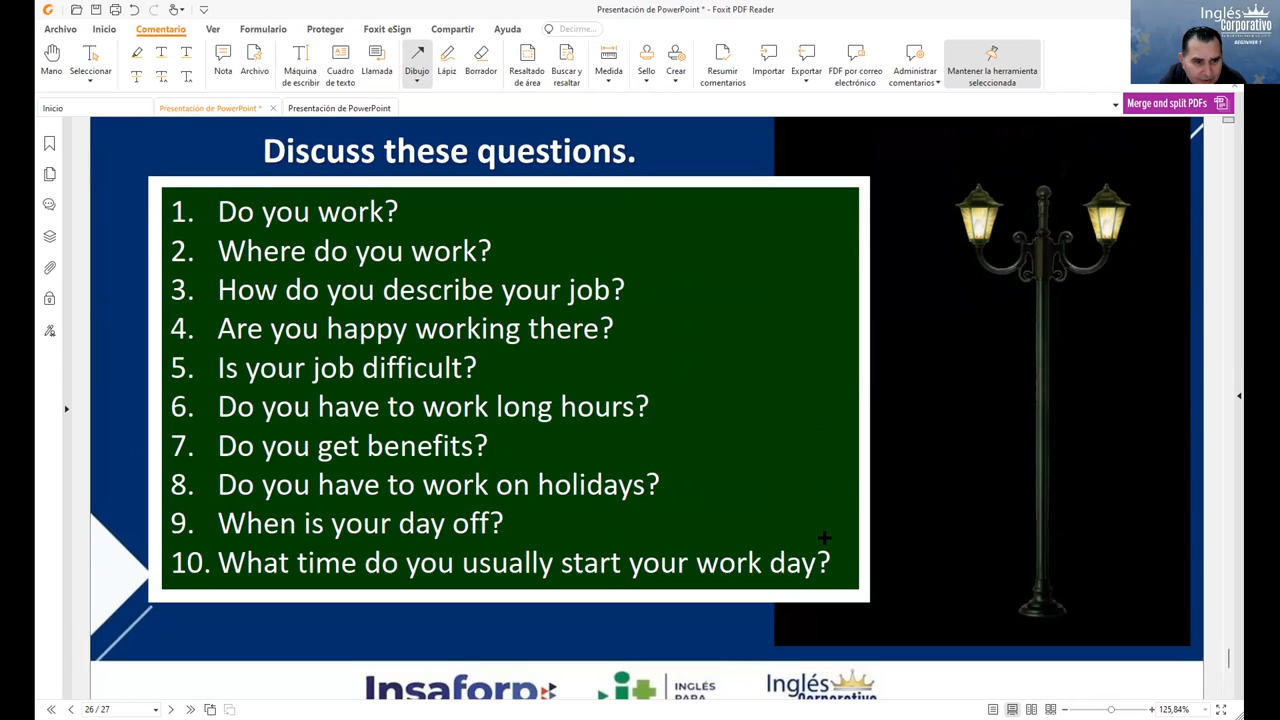 Presentación de PowerPoint * - Foxit PDF Reader
Archivo Inicio Comentario Ver Formulario Proteger Foxit eSign Compartir Ayuda Decirme...
Mano Seleccionar Nota Archivo Máquina de escribir Cuadro de texto Llamada Dibujo Lápiz Borrador Resaltado de área Buscar y resaltar Medida Sello Crear Resumir comentarios Importar Exportar FDF por correo electrónico Administrar comentarios Mantener la herramienta seleccionada
Inglés
Corporativo
BEGINNER 1
Inicio Presentación de PowerPoint * Presentación de PowerPoint Merge and split PDFs
Discuss these questions.
1. Do you work?
2. Where do you work?
3. How do you describe your job?
4. Are you happy working there?
5. Is your job difficult?
6. Do you have to work long hours?
7. Do you get benefits?
8. Do you have to work on holidays?
9. When is your day off?
10. What time do you usually start your work day?
Insaforp INGLÉS PARA Inglés Corporativo
26 / 27 125,84%